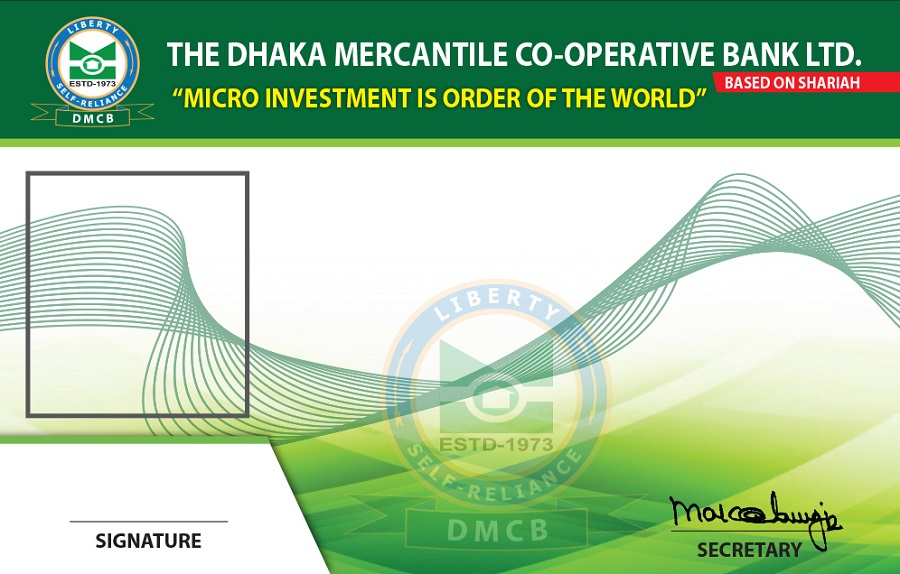 LIBERTY
ESTD-1973
SELF-RELIANCE
DMCB
THE DHAKA MERCANTILE CO-OPERATIVE BANK LTD.
BASED ON SHARIAH
“MICRO INVESTMENT IS ORDER OF THE WORLD”
LIBERTY
ESTD-1973
SELF-RELIANCE
DMCB
SIGNATURE
SECRETARY